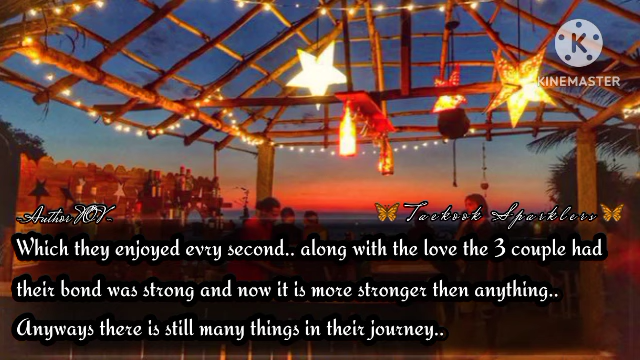 KINEMASTER
-Author POV-
🦋 Taekook Sparklers 🦋
Which they enjoyed evry second.. along with the love the 3 couple had
their bond was strong and now it is more stronger then anything..
Anyways there is still many things in their journey..